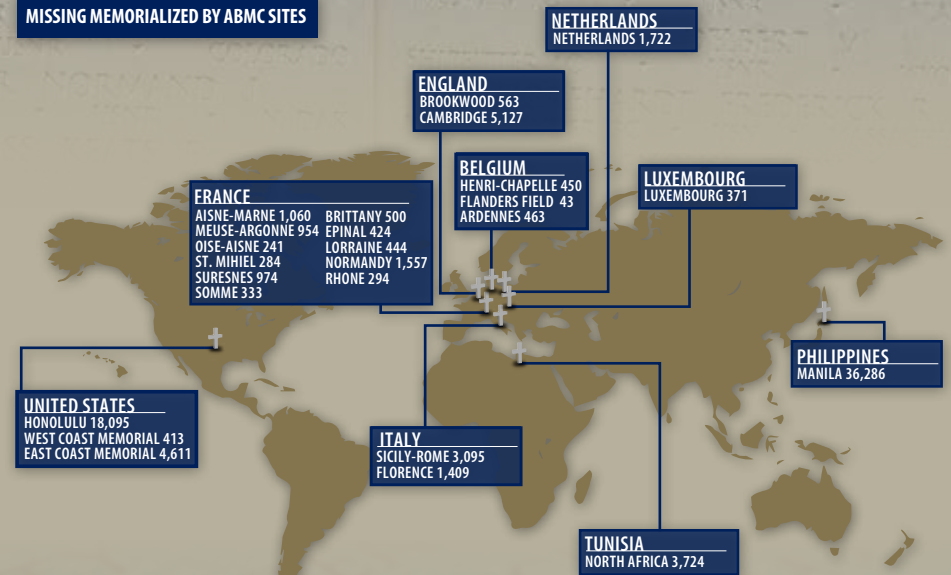 MISSING MEMORIALIZED BY ABMC SITES
NETHERLANDS
NETHERLANDS 1,722
ENGLAND
BROOKWOOD 563
CAMBRIDGE 5,127
BELGIUM
HENRI-CHAPELLE 450
FLANDERS FIELD 43
ARDENNES 463
LUXEMBOURG
LUXEMBOURG 371
FRANCE
AISNE-MARNE 1,060
MEUSE-ARGONNE 954
OISE-AISNE 241
ST. MIHIEL 284
SURESNES 974
SOMME 333
BRITTANY 500
EPINAL 424
LORRAINE 444
NORMANDY 1,557
RHONE 294
PHILIPPINES
MANILA 36,286
UNITED STATES
HONOLULU 18,095
WEST COAST MEMORIAL 413
EAST COAST MEMORIAL 4,611
ITALY
SICILY-ROME 3,095
FLORENCE 1,409
TUNISIA
NORTH AFRICA 3,724